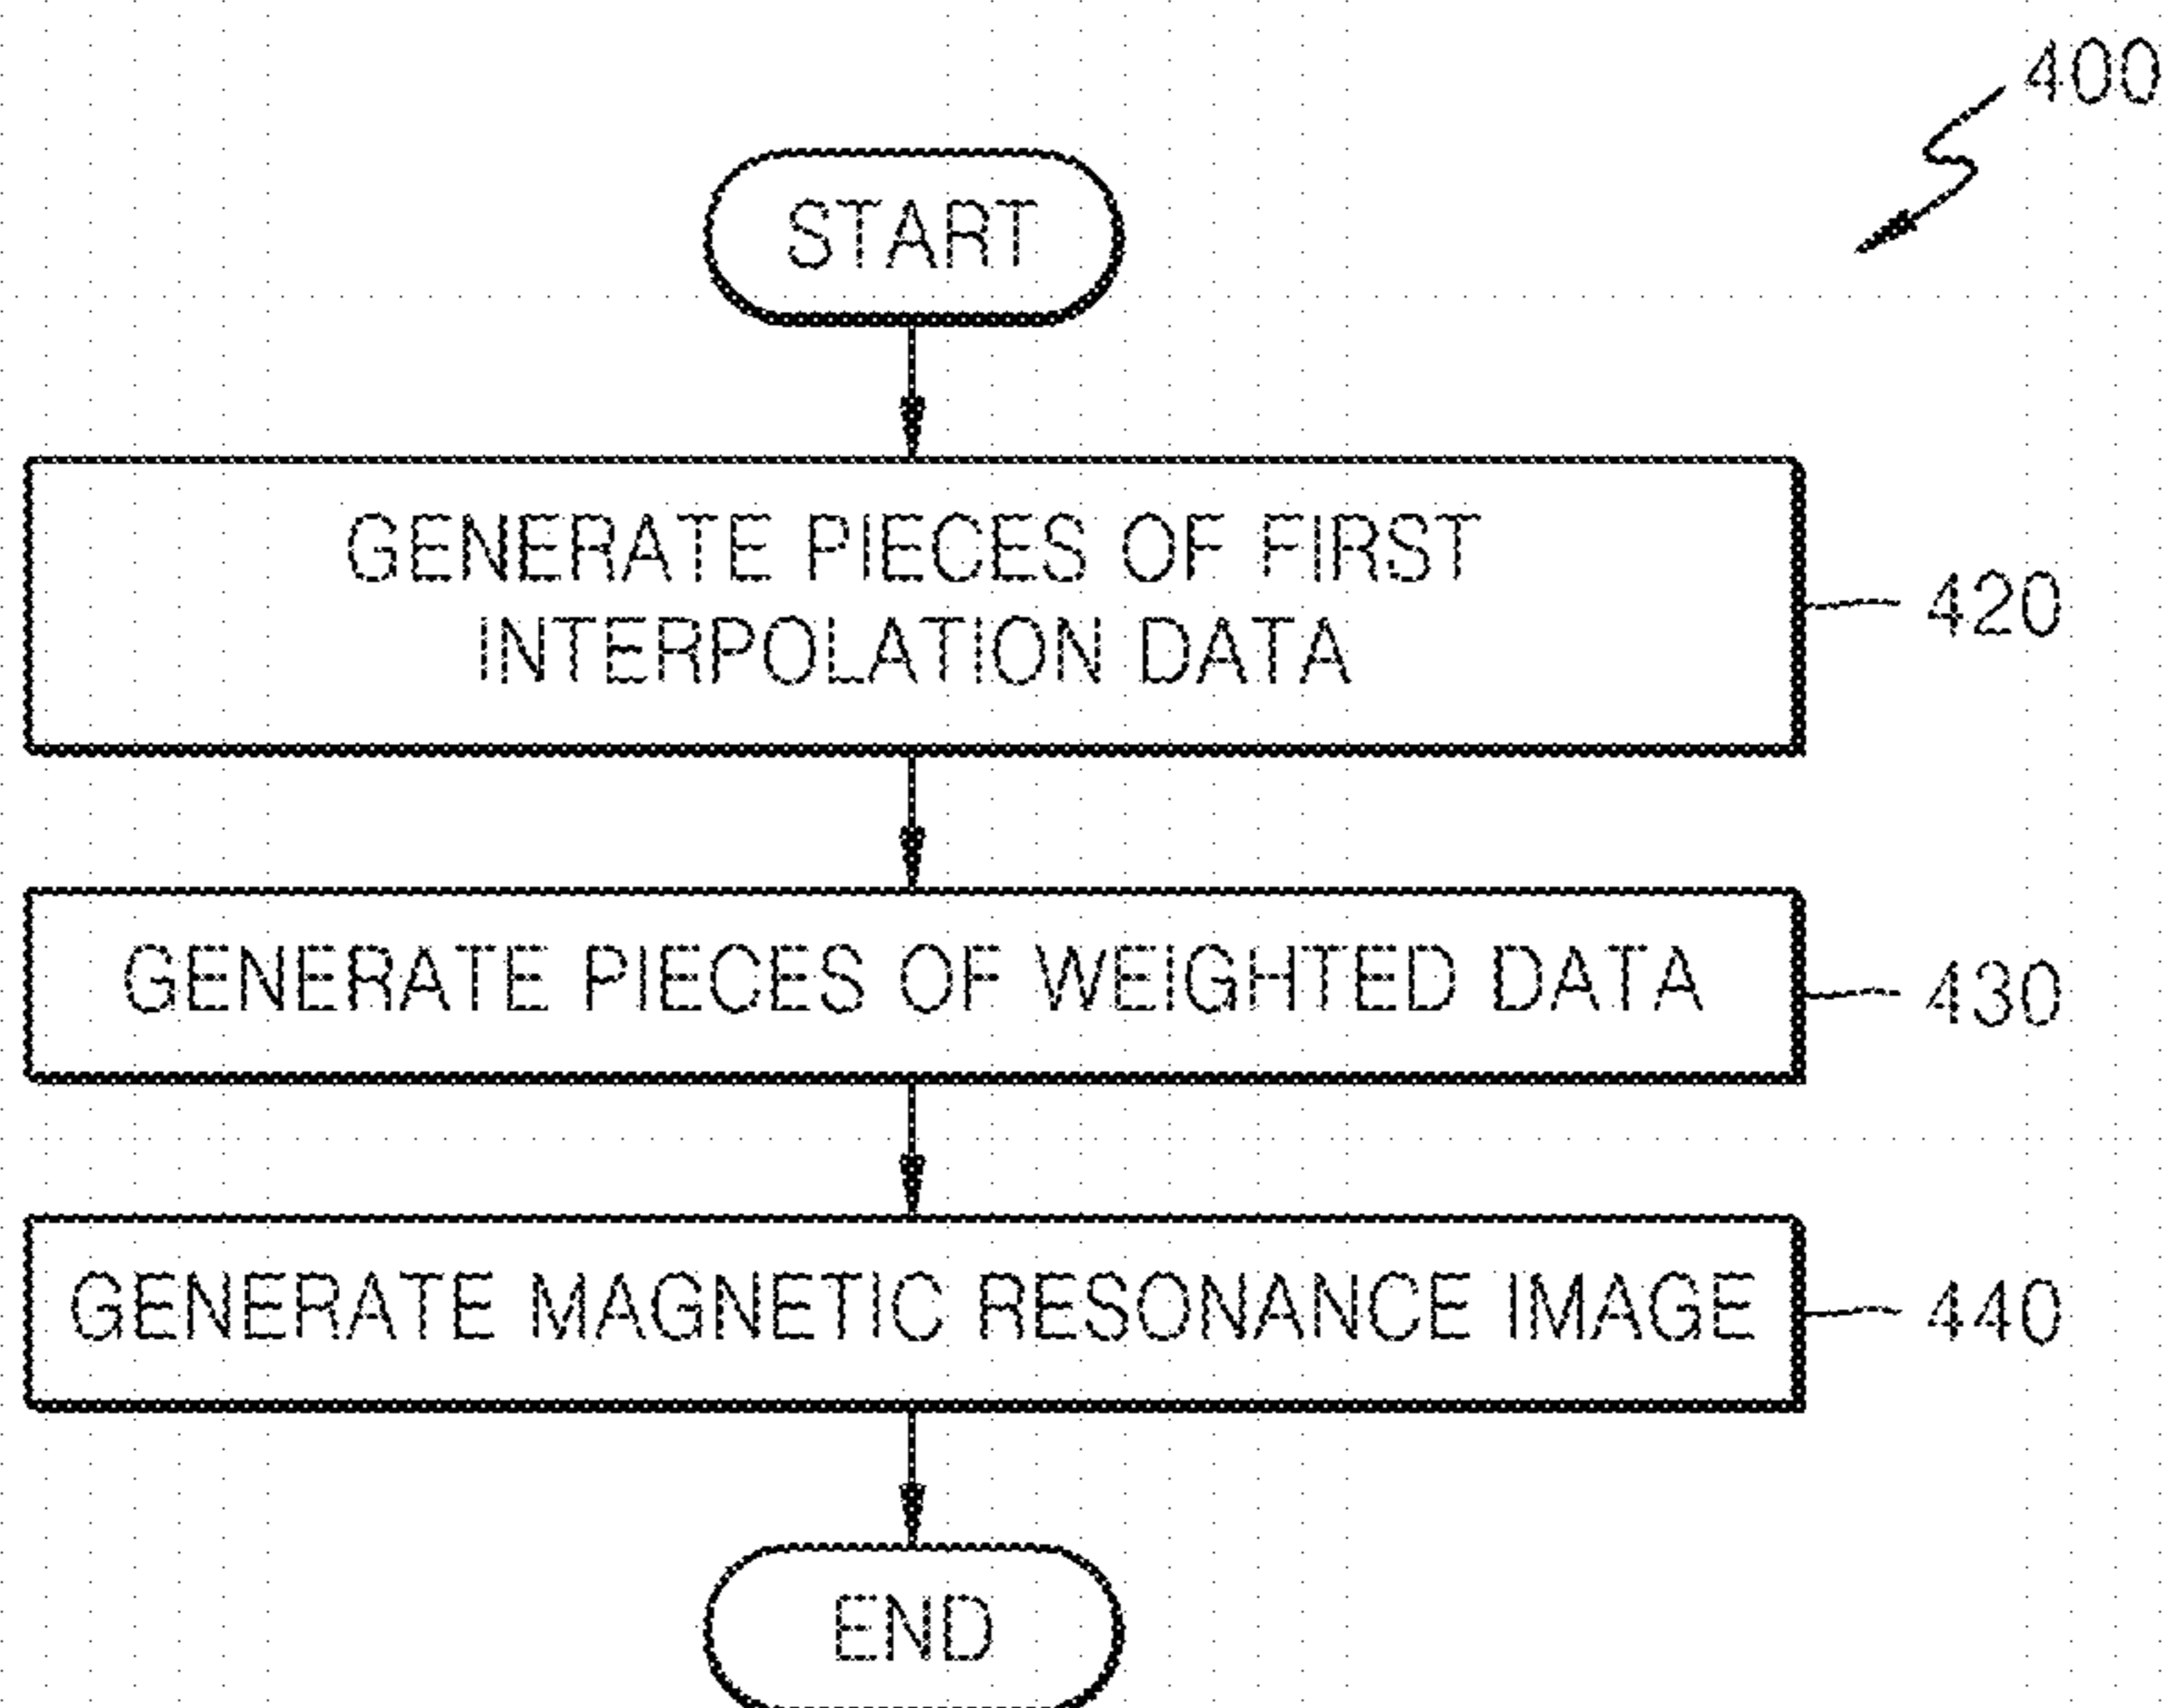 400
START
GENERATE PIECES OF FIRST
INTERPOLATION DATA
420
GENERATE PIECES OF WEIGHTED DATA
430
GENERATE MAGNETIC RESONANCE IMAGE
440
END